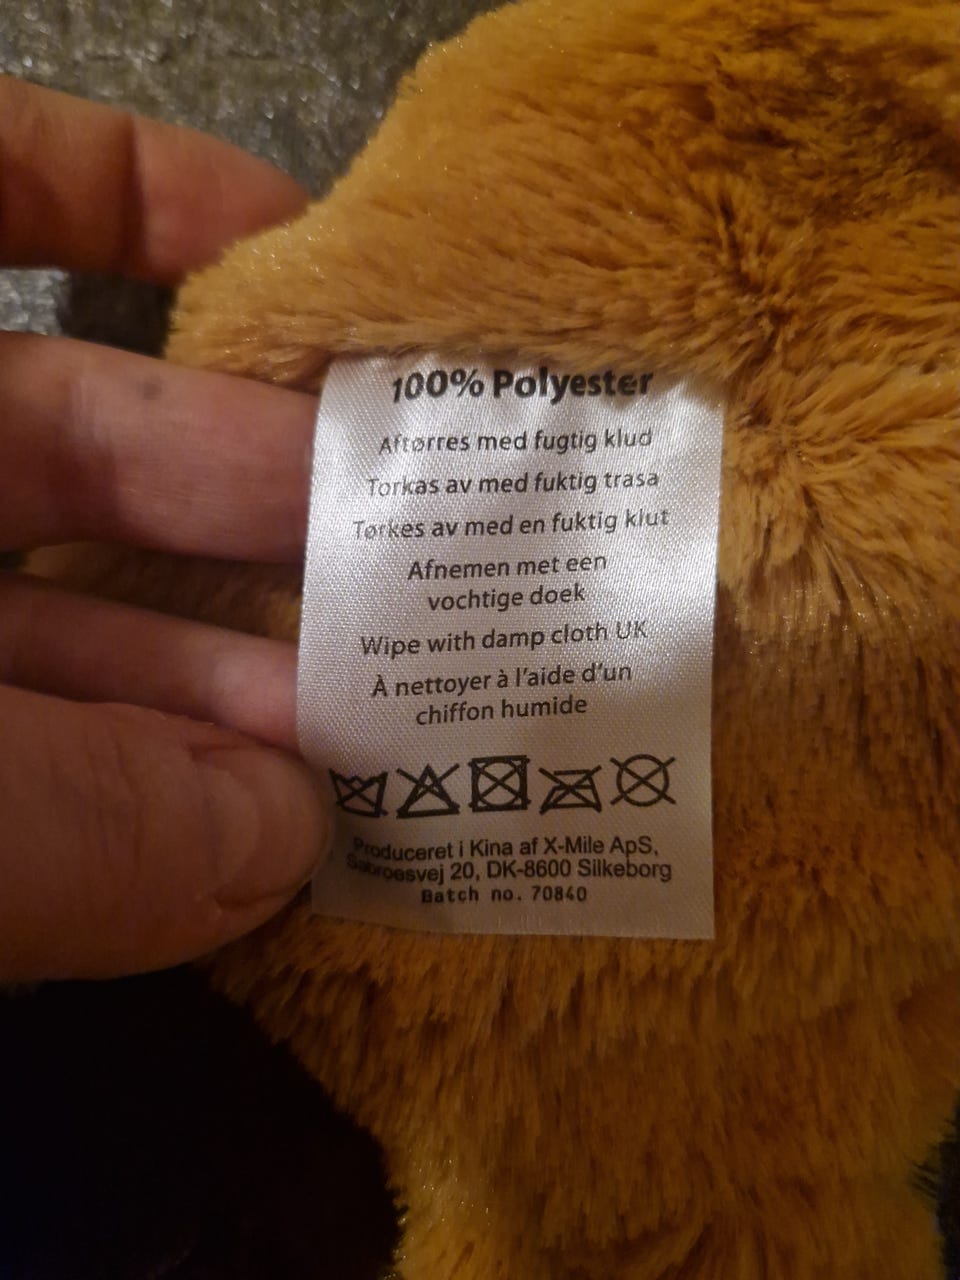 100% Polyester
Aftørres med fugtig klud
Torkas av med fuktig trasa
Tørkes av med en fuktig klut
Afnemen met een
vochtige doek
Wipe with damp cloth UK
À nettoyer à l'aide d'un
chiffon humide
Produceret i Kina af X-Mile ApS,
Sabroesvej 20, DK-8600 Silkeborg
Batch no. 70840